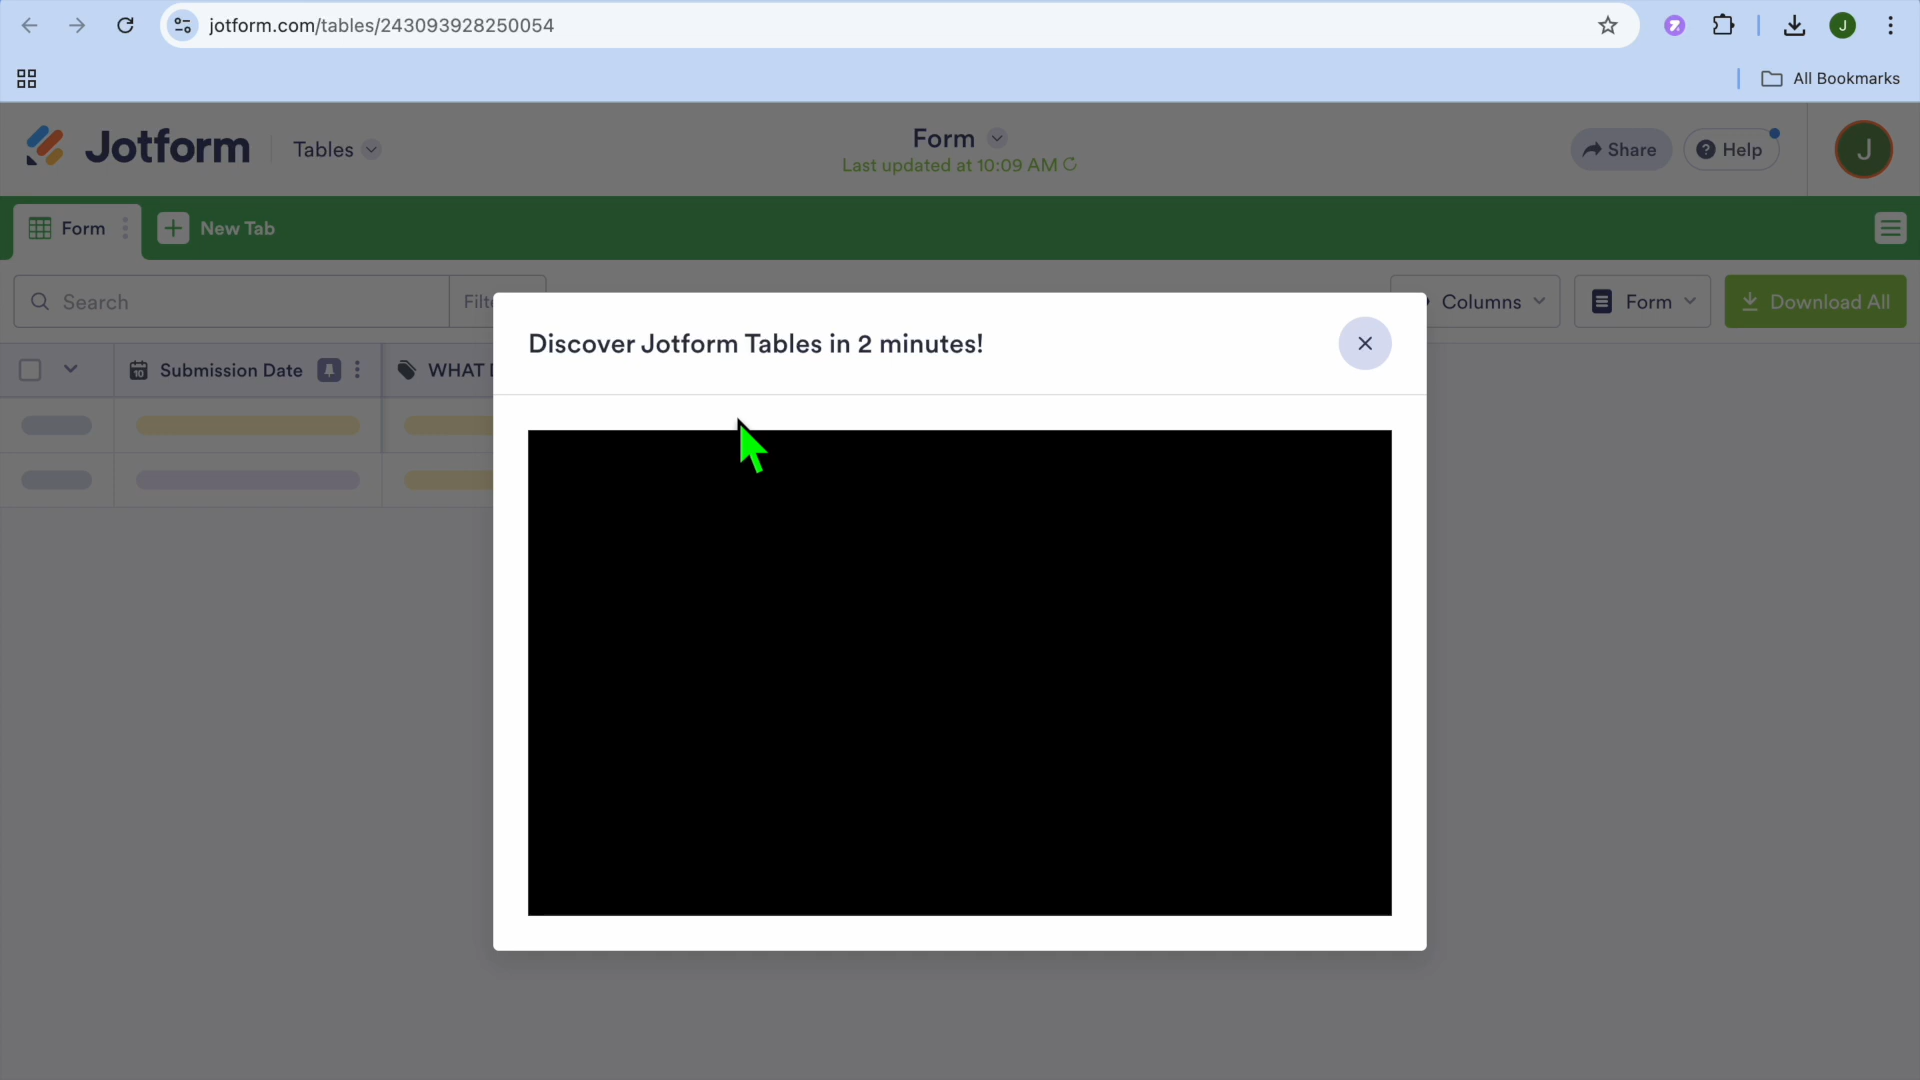 jotform.com/tables/243093928250054
J
All Bookmarks
Jotform
Tables
Form
Last updated at 10:09 AM
Share
Help
J
Form
New Tab
Search
Columns
Form
Download All
Discover Jotform Tables in 2 minutes!
Submission Date
WHAT